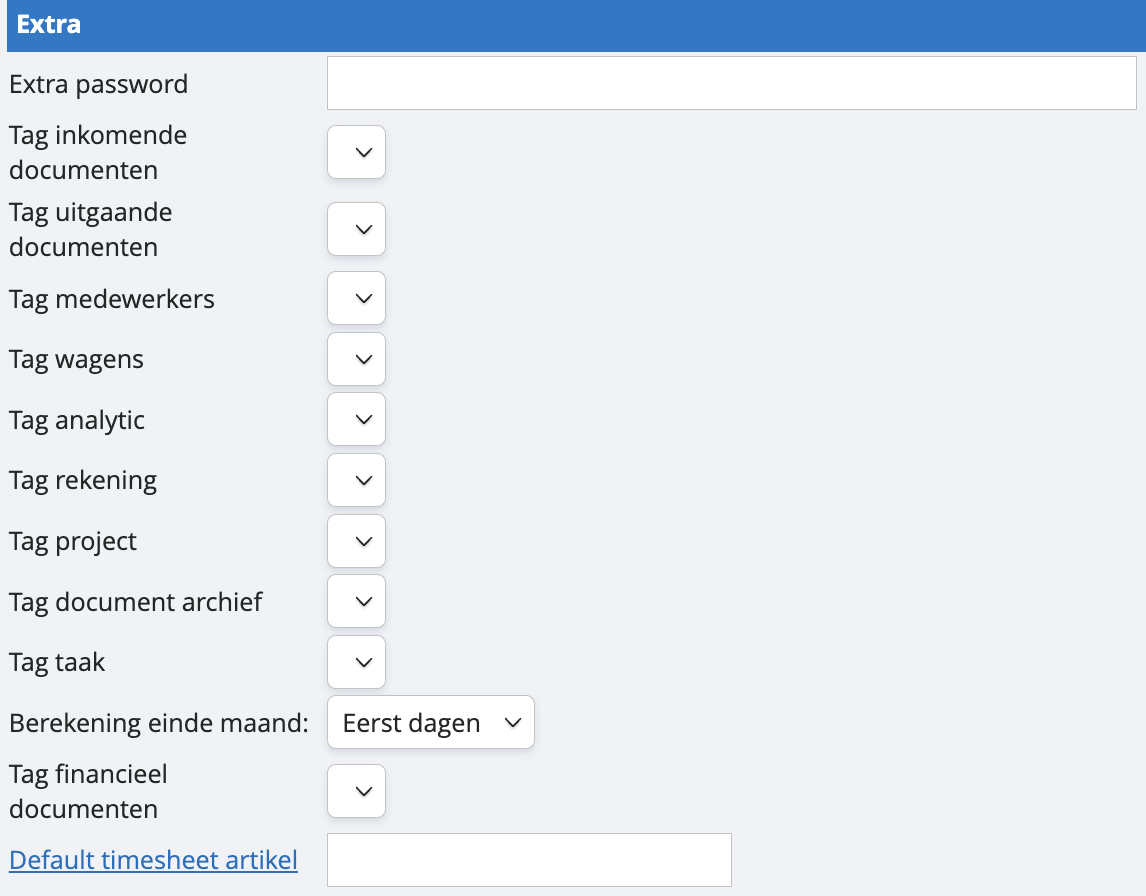 Extra
Extra password
Tag inkomende
documenten
Tag uitgaande
documenten
Tag medewerkers
Tag wagens
Tag analytic
Tag rekening
Tag project
Tag document archief
Tag taak
Berekening einde maand: Eerst dagen
Tag financieel
documenten
Default timesheet artikel